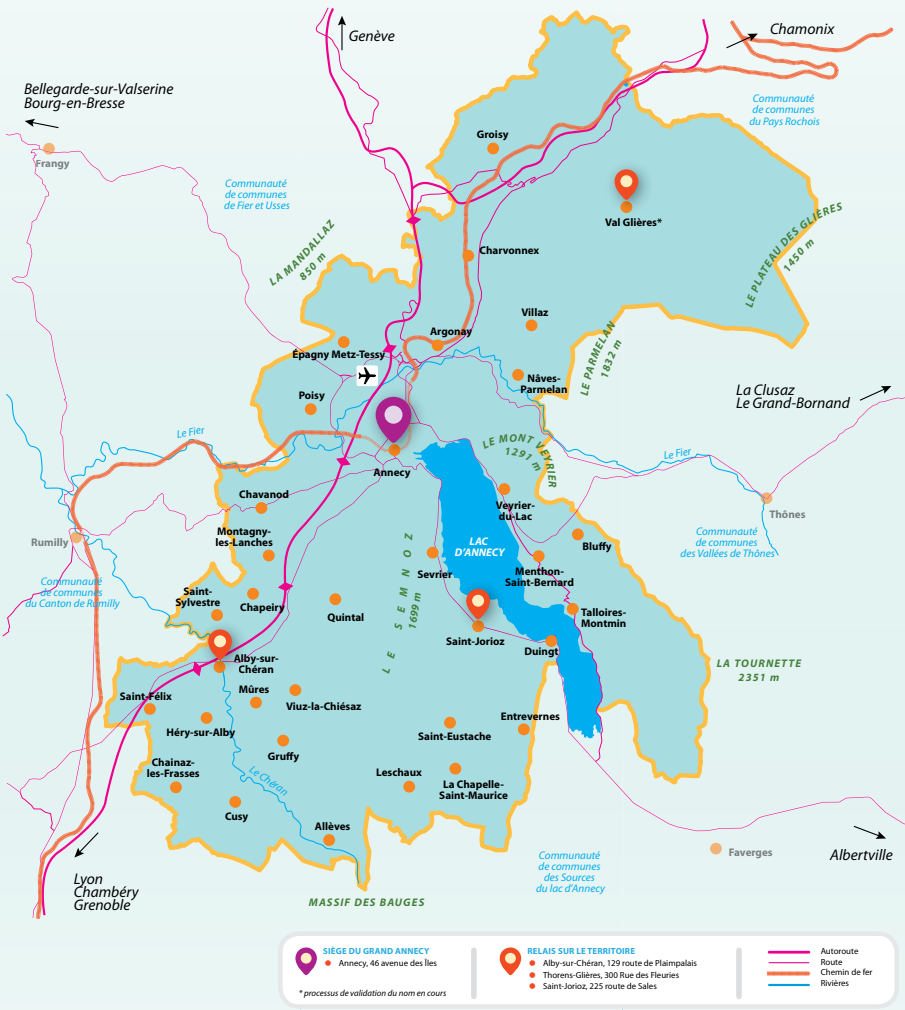 Genève
Chamonix
Bellegarde-sur-Valserine
Bourg-en-Bresse
Communauté
de communes
du Pays Rochois
Groisy
Frangy
Communauté
de communes
de Fier et Usses
Val Glières*
LA MANDALLAZ
850 m
LE PLATEAU DES GLIÈRES
1450 m
Charvonnex
Villaz
Argonay
Épagny Metz-Tessy
LE PARMELAN
1832 m
Nâves-
Parmelan
La Clusaz
Le Grand-Bornand
Poisy
Le Fier
LE MONT VEYRIER
1291 m
Le Fier
Annecy
Chavanod
Veyrier-
du-Lac
Thônes
Montagny-
les-Lanches
LAC
D'ANNECY
Bluffy
Communauté
de communes
des Vallées de Thônes
Rumilly
Sevrier
Menthon-
Saint-Bernard
LE SEMNOZ
1699 m
Communauté
de communes
du Canton de Rumilly
Saint-
Sylvestre
Chapeiry
Quintal
Talloires-
Montmin
Saint-Jorioz
Duingt
Alby-sur-
Chéran
LA TOURNETTE
2351 m
Saint-Félix
Mûres
Viuz-la-Chiésaz
Héry-sur-Alby
Saint-Eustache
Entrevernes
Gruffy
Chainaz-
les-Frasses
Le Chéran
Leschaux
La Chapelle-
Saint-Maurice
Cusy
Allèves
Faverges
Albertville
Communauté
de communes
des Sources
du lac d'Annecy
Lyon
Chambéry
Grenoble
MASSIF DES BAUGES
SIÈGE DU GRAND ANNECY
Annecy, 46 avenue des Îles
* processus de validation du nom en cours
RELAIS SUR LE TERRITOIRE
Alby-sur-Chéran, 129 route de Plaimpalais
Thorens-Glières, 300 Rue des Fleuries
Saint-Jorioz, 225 route de Sales
Autoroute
Route
Chemin de fer
Rivières